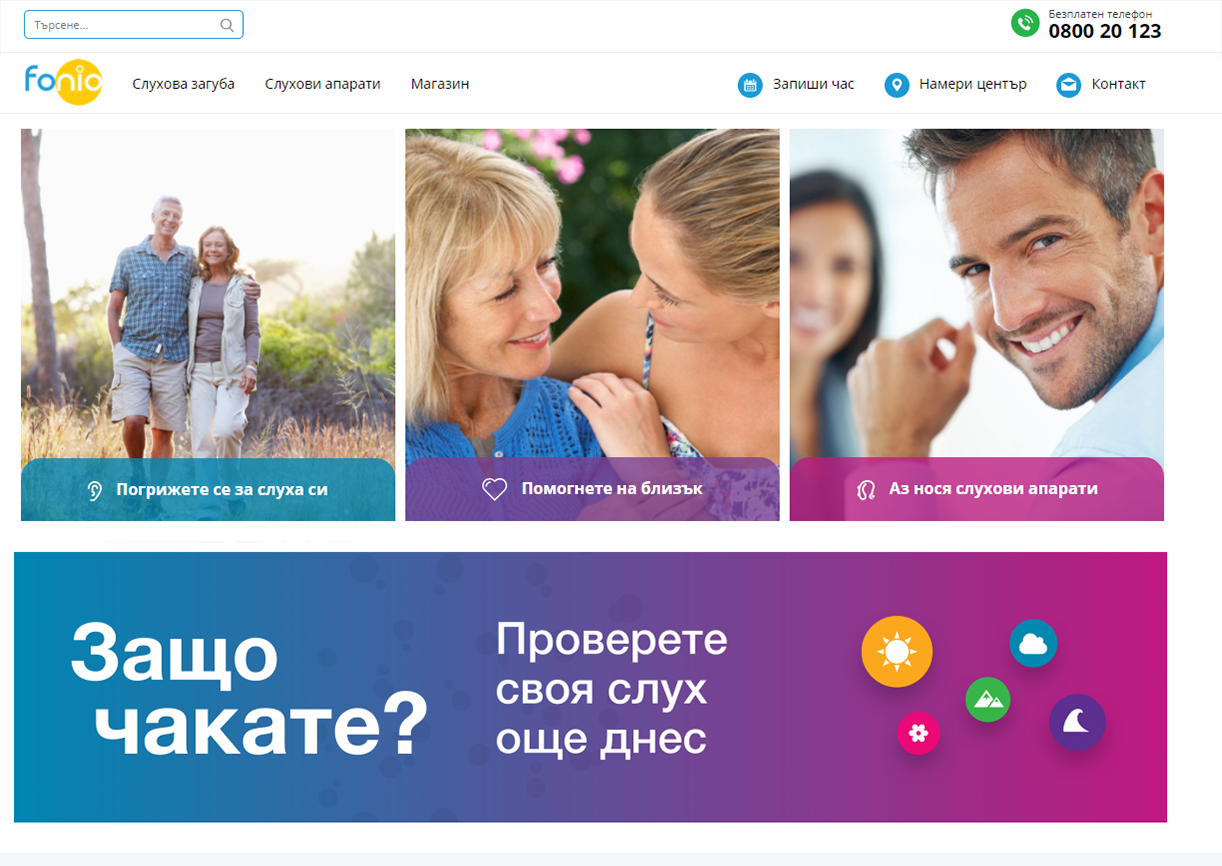 Търсене...
Безплатен телефон
0800 20 123
fonio
Слухова загуба
Слухови апарати
Магазин
Запиши час
Намери център
Контакт
Погрижете се за слуха си
Помогнете на близък
Аз нося слухови апарати
Защо
чакате?
Проверете
своя слух
още днес